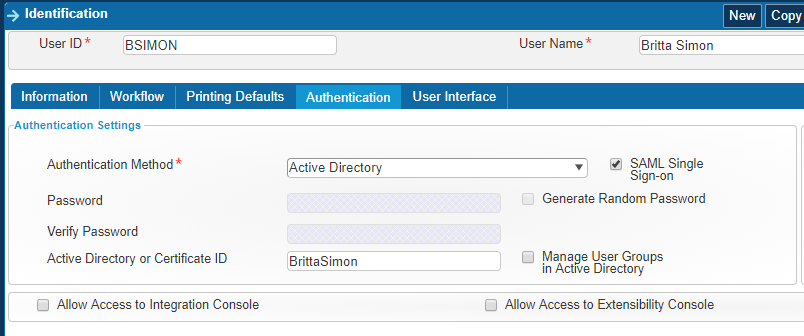 Identification New Copy
User ID * BSIMON User Name * Britta Simon
Information Workflow Printing Defaults Authentication User Interface
Authentication Settings
Authentication Method * Active Directory SAML Single
Sign-on
Password Generate Random Password
Verify Password
Active Directory or Certificate ID BrittaSimon Manage User Groups
in Active Directory
Allow Access to Integration Console Allow Access to Extensibility Console